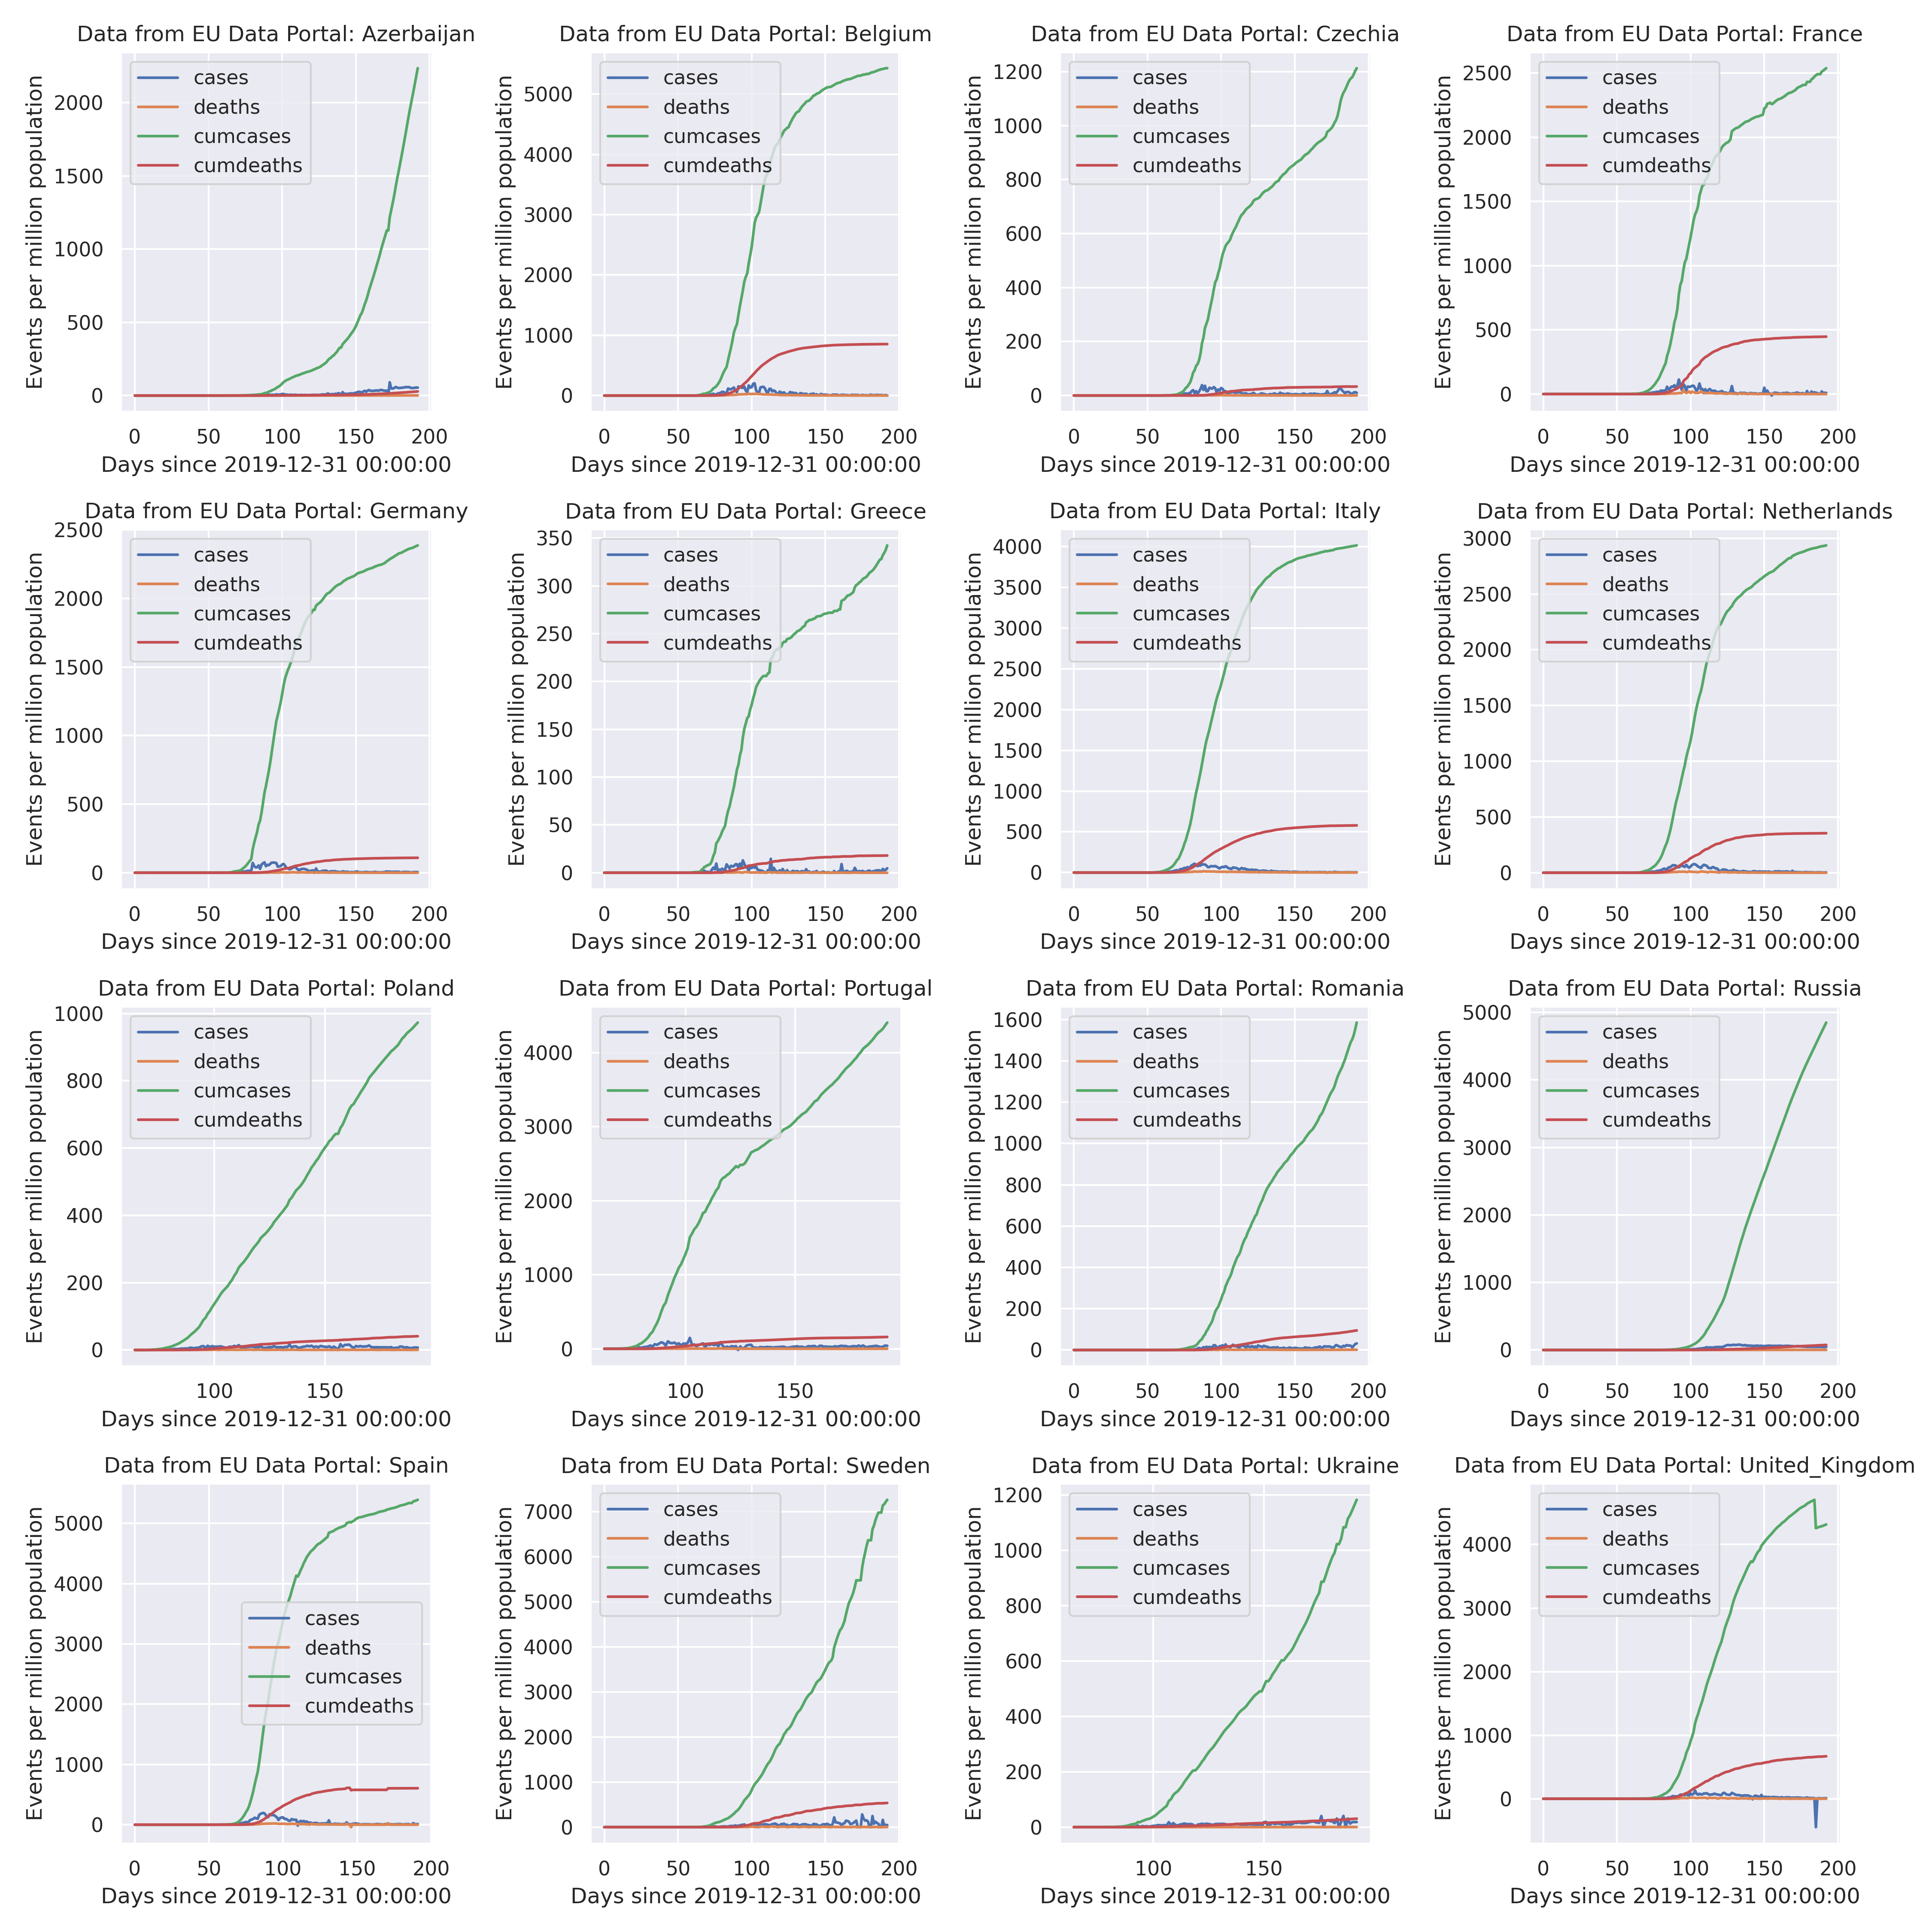 Data from EU Data Portal: Azerbaijan
Events per million population
2000
1500
1000
500
0
cases
deaths
cumcases
cumdeaths
0 50 100 150 200
Days since 2019-12-31 00:00:00
Data from EU Data Portal: Belgium
Events per million population
5000
4000
3000
2000
1000
0
cases
deaths
cumcases
cumdeaths
0 50 100 150 200
Days since 2019-12-31 00:00:00
Data from EU Data Portal: Czechia
Events per million population
1200
1000
800
600
400
200
0
cases
deaths
cumcases
cumdeaths
0 50 100 150 200
Days since 2019-12-31 00:00:00
Data from EU Data Portal: France
Events per million population
2500
2000
1500
1000
500
0
cases
deaths
cumcases
cumdeaths
0 50 100 150 200
Days since 2019-12-31 00:00:00
Data from EU Data Portal: Germany
Events per million population
2500
2000
1500
1000
500
0
cases
deaths
cumcases
cumdeaths
0 50 100 150 200
Days since 2019-12-31 00:00:00
Data from EU Data Portal: Greece
Events per million population
350
300
250
200
150
100
50
0
cases
deaths
cumcases
cumdeaths
0 50 100 150 200
Days since 2019-12-31 00:00:00
Data from EU Data Portal: Italy
Events per million population
4000
3500
3000
2500
2000
1500
1000
500
0
cases
deaths
cumcases
cumdeaths
0 50 100 150 200
Days since 2019-12-31 00:00:00
Data from EU Data Portal: Netherlands
Events per million population
3000
2500
2000
1500
1000
500
0
cases
deaths
cumcases
cumdeaths
0 50 100 150 200
Days since 2019-12-31 00:00:00
Data from EU Data Portal: Poland
Events per million population
1000
800
600
400
200
0
cases
deaths
cumcases
cumdeaths
100 150
Days since 2019-12-31 00:00:00
Data from EU Data Portal: Portugal
Events per million population
4000
3000
2000
1000
0
cases
deaths
cumcases
cumdeaths
100 150
Days since 2019-12-31 00:00:00
Data from EU Data Portal: Romania
Events per million population
1600
1400
1200
1000
800
600
400
200
0
cases
deaths
cumcases
cumdeaths
0 50 100 150 200
Days since 2019-12-31 00:00:00
Data from EU Data Portal: Russia
Events per million population
5000
4000
3000
2000
1000
0
cases
deaths
cumcases
cumdeaths
0 50 100 150 200
Days since 2019-12-31 00:00:00
Data from EU Data Portal: Spain
Events per million population
5000
4000
3000
2000
1000
0
cases
deaths
cumcases
cumdeaths
0 50 100 150 200
Days since 2019-12-31 00:00:00
Data from EU Data Portal: Sweden
Events per million population
7000
6000
5000
4000
3000
2000
1000
0
cases
deaths
cumcases
cumdeaths
0 50 100 150 200
Days since 2019-12-31 00:00:00
Data from EU Data Portal: Ukraine
Events per million population
1200
1000
800
600
400
200
0
cases
deaths
cumcases
cumdeaths
100 150
Days since 2019-12-31 00:00:00
Data from EU Data Portal: United_Kingdom
Events per million population
4000
3000
2000
1000
0
cases
deaths
cumcases
cumdeaths
0 50 100 150 200
Days since 2019-12-31 00:00:00